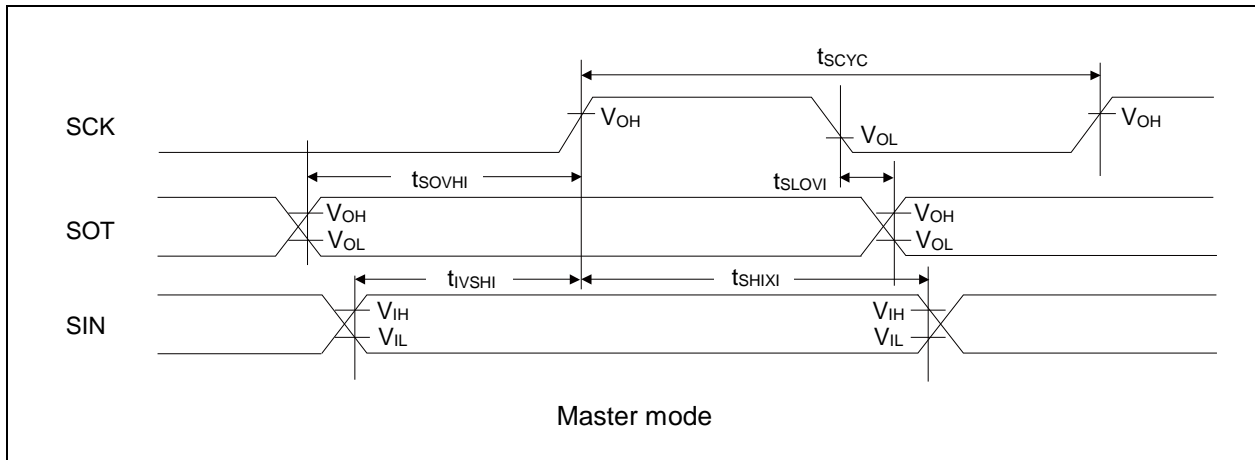 tSCYC
SCK
VOH
VOL
VOH
tSOVHI
tSLOVI
SOT
VOH
VOL
VOH
VOL
tIVSHI
tSHIXI
SIN
VIH
VIL
VIH
VIL
Master mode